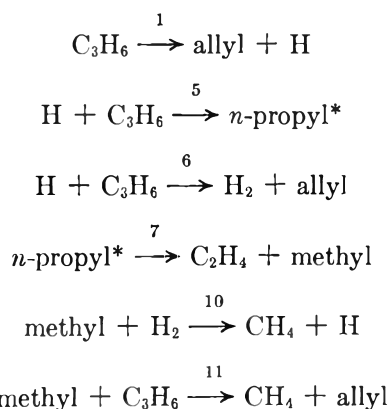 1
C₃H₆ ⟶ allyl + H
5
H + C₃H₆ ⟶ n-propyl*
6
H + C₃H₆ ⟶ H₂ + allyl
7
n-propyl* ⟶ C₂H₄ + methyl
10
methyl + H₂ ⟶ CH₄ + H
11
methyl + C₃H₆ ⟶ CH₄ + allyl